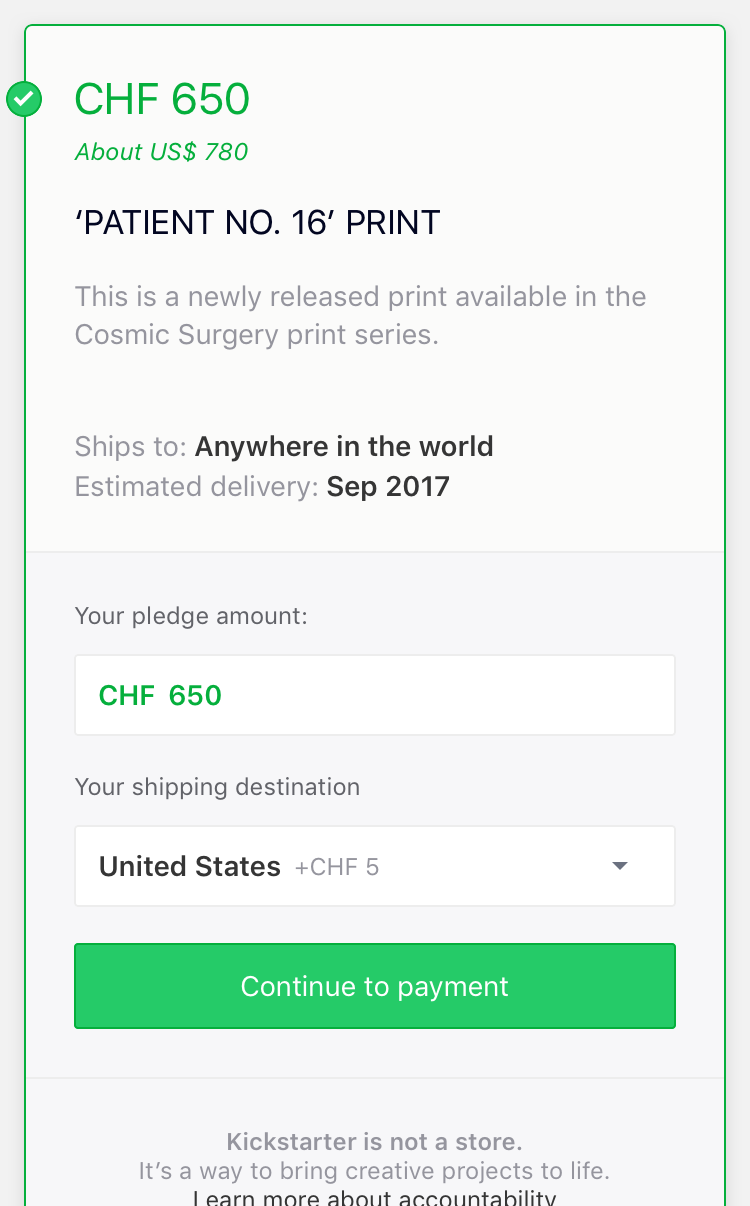 CHF 650
About US$ 780
‘PATIENT NO. 16’ PRINT
This is a newly released print available in the
Cosmic Surgery print series.
Ships to: Anywhere in the world
Estimated delivery: Sep 2017
Your pledge amount:
CHF 650
Your shipping destination
United States +CHF 5
Continue to payment
Kickstarter is not a store.
It’s a way to bring creative projects to life.
Learn more about accountability